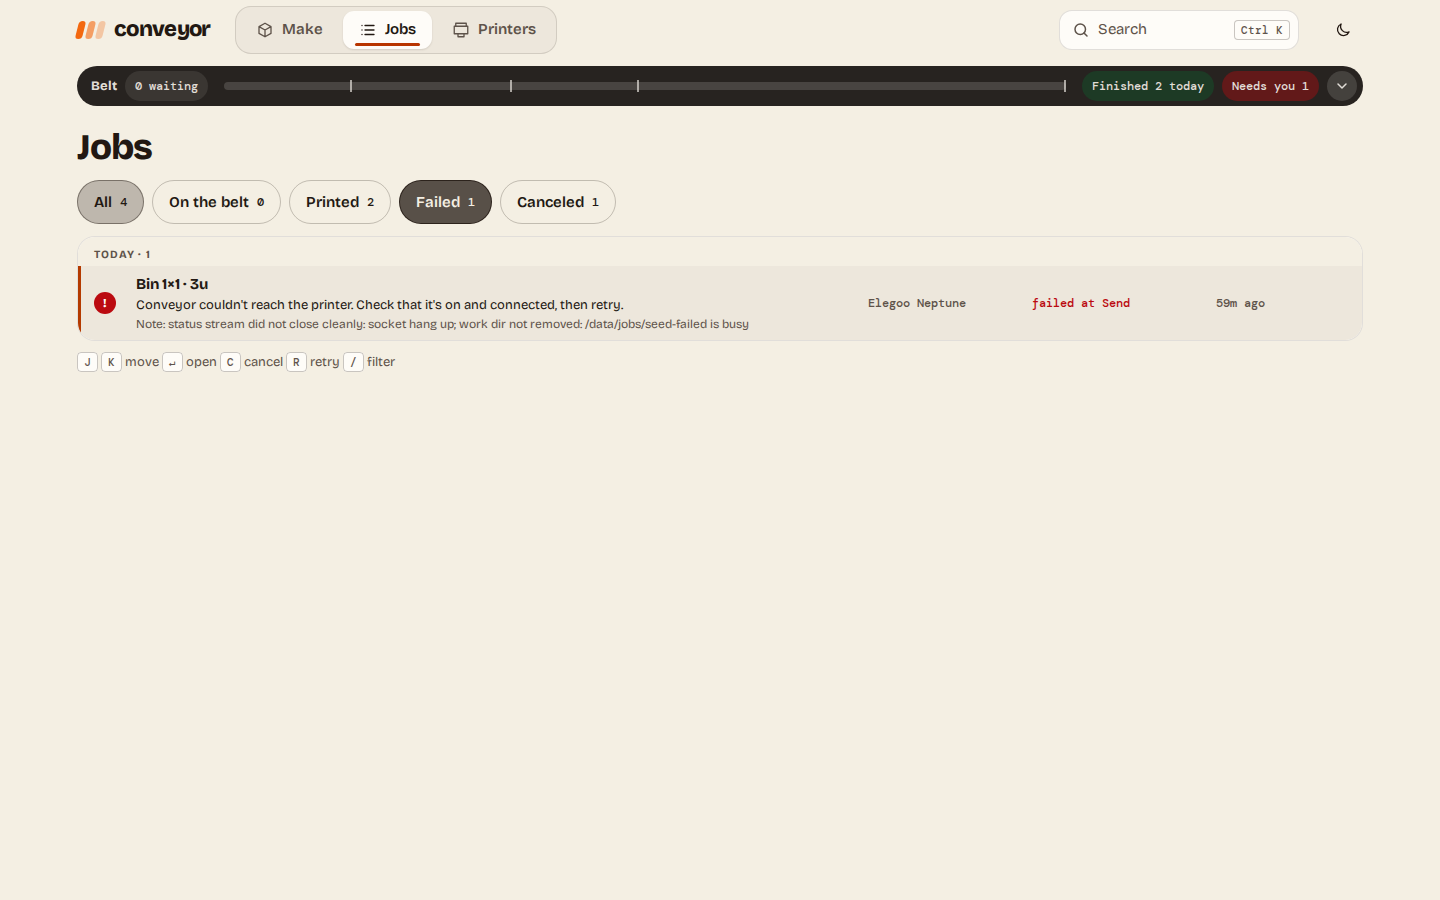 conveyor
Make
Jobs
Printers
Search
Ctrl K
Belt
0 waiting
Finished 2 today
Needs you 1
Jobs
All 4
On the belt 0
Printed 2
Failed 1
Canceled 1
TODAY · 1
!
Bin 1×1 · 3u
Conveyor couldn't reach the printer. Check that it's on and connected, then retry.
Note: status stream did not close cleanly: socket hang up; work dir not removed: /data/jobs/seed-failed is busy
Elegoo Neptune
failed at Send
59m ago
J K move ↵ open C cancel R retry / filter